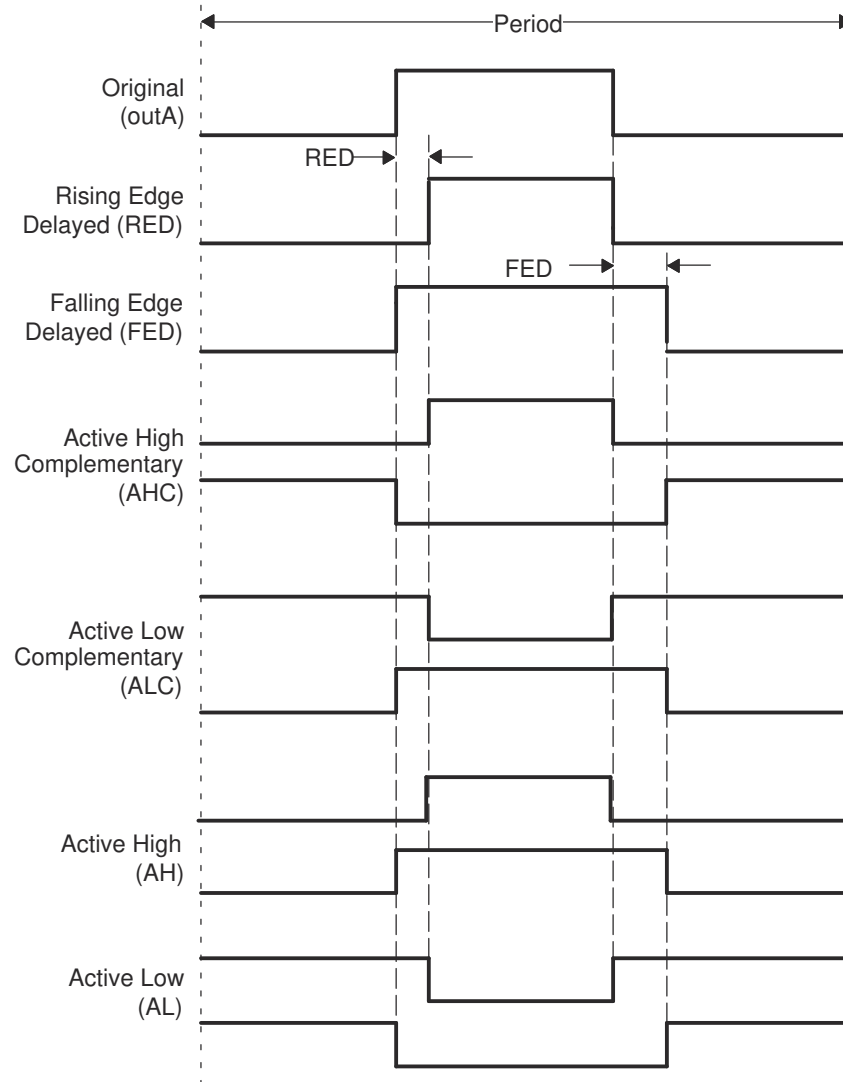 Period
Original
(outA)
RED
Rising Edge
Delayed (RED)
FED
Falling Edge
Delayed (FED)
Active High
Complementary
(AHC)
Active Low
Complementary
(ALC)
Active High
(AH)
Active Low
(AL)